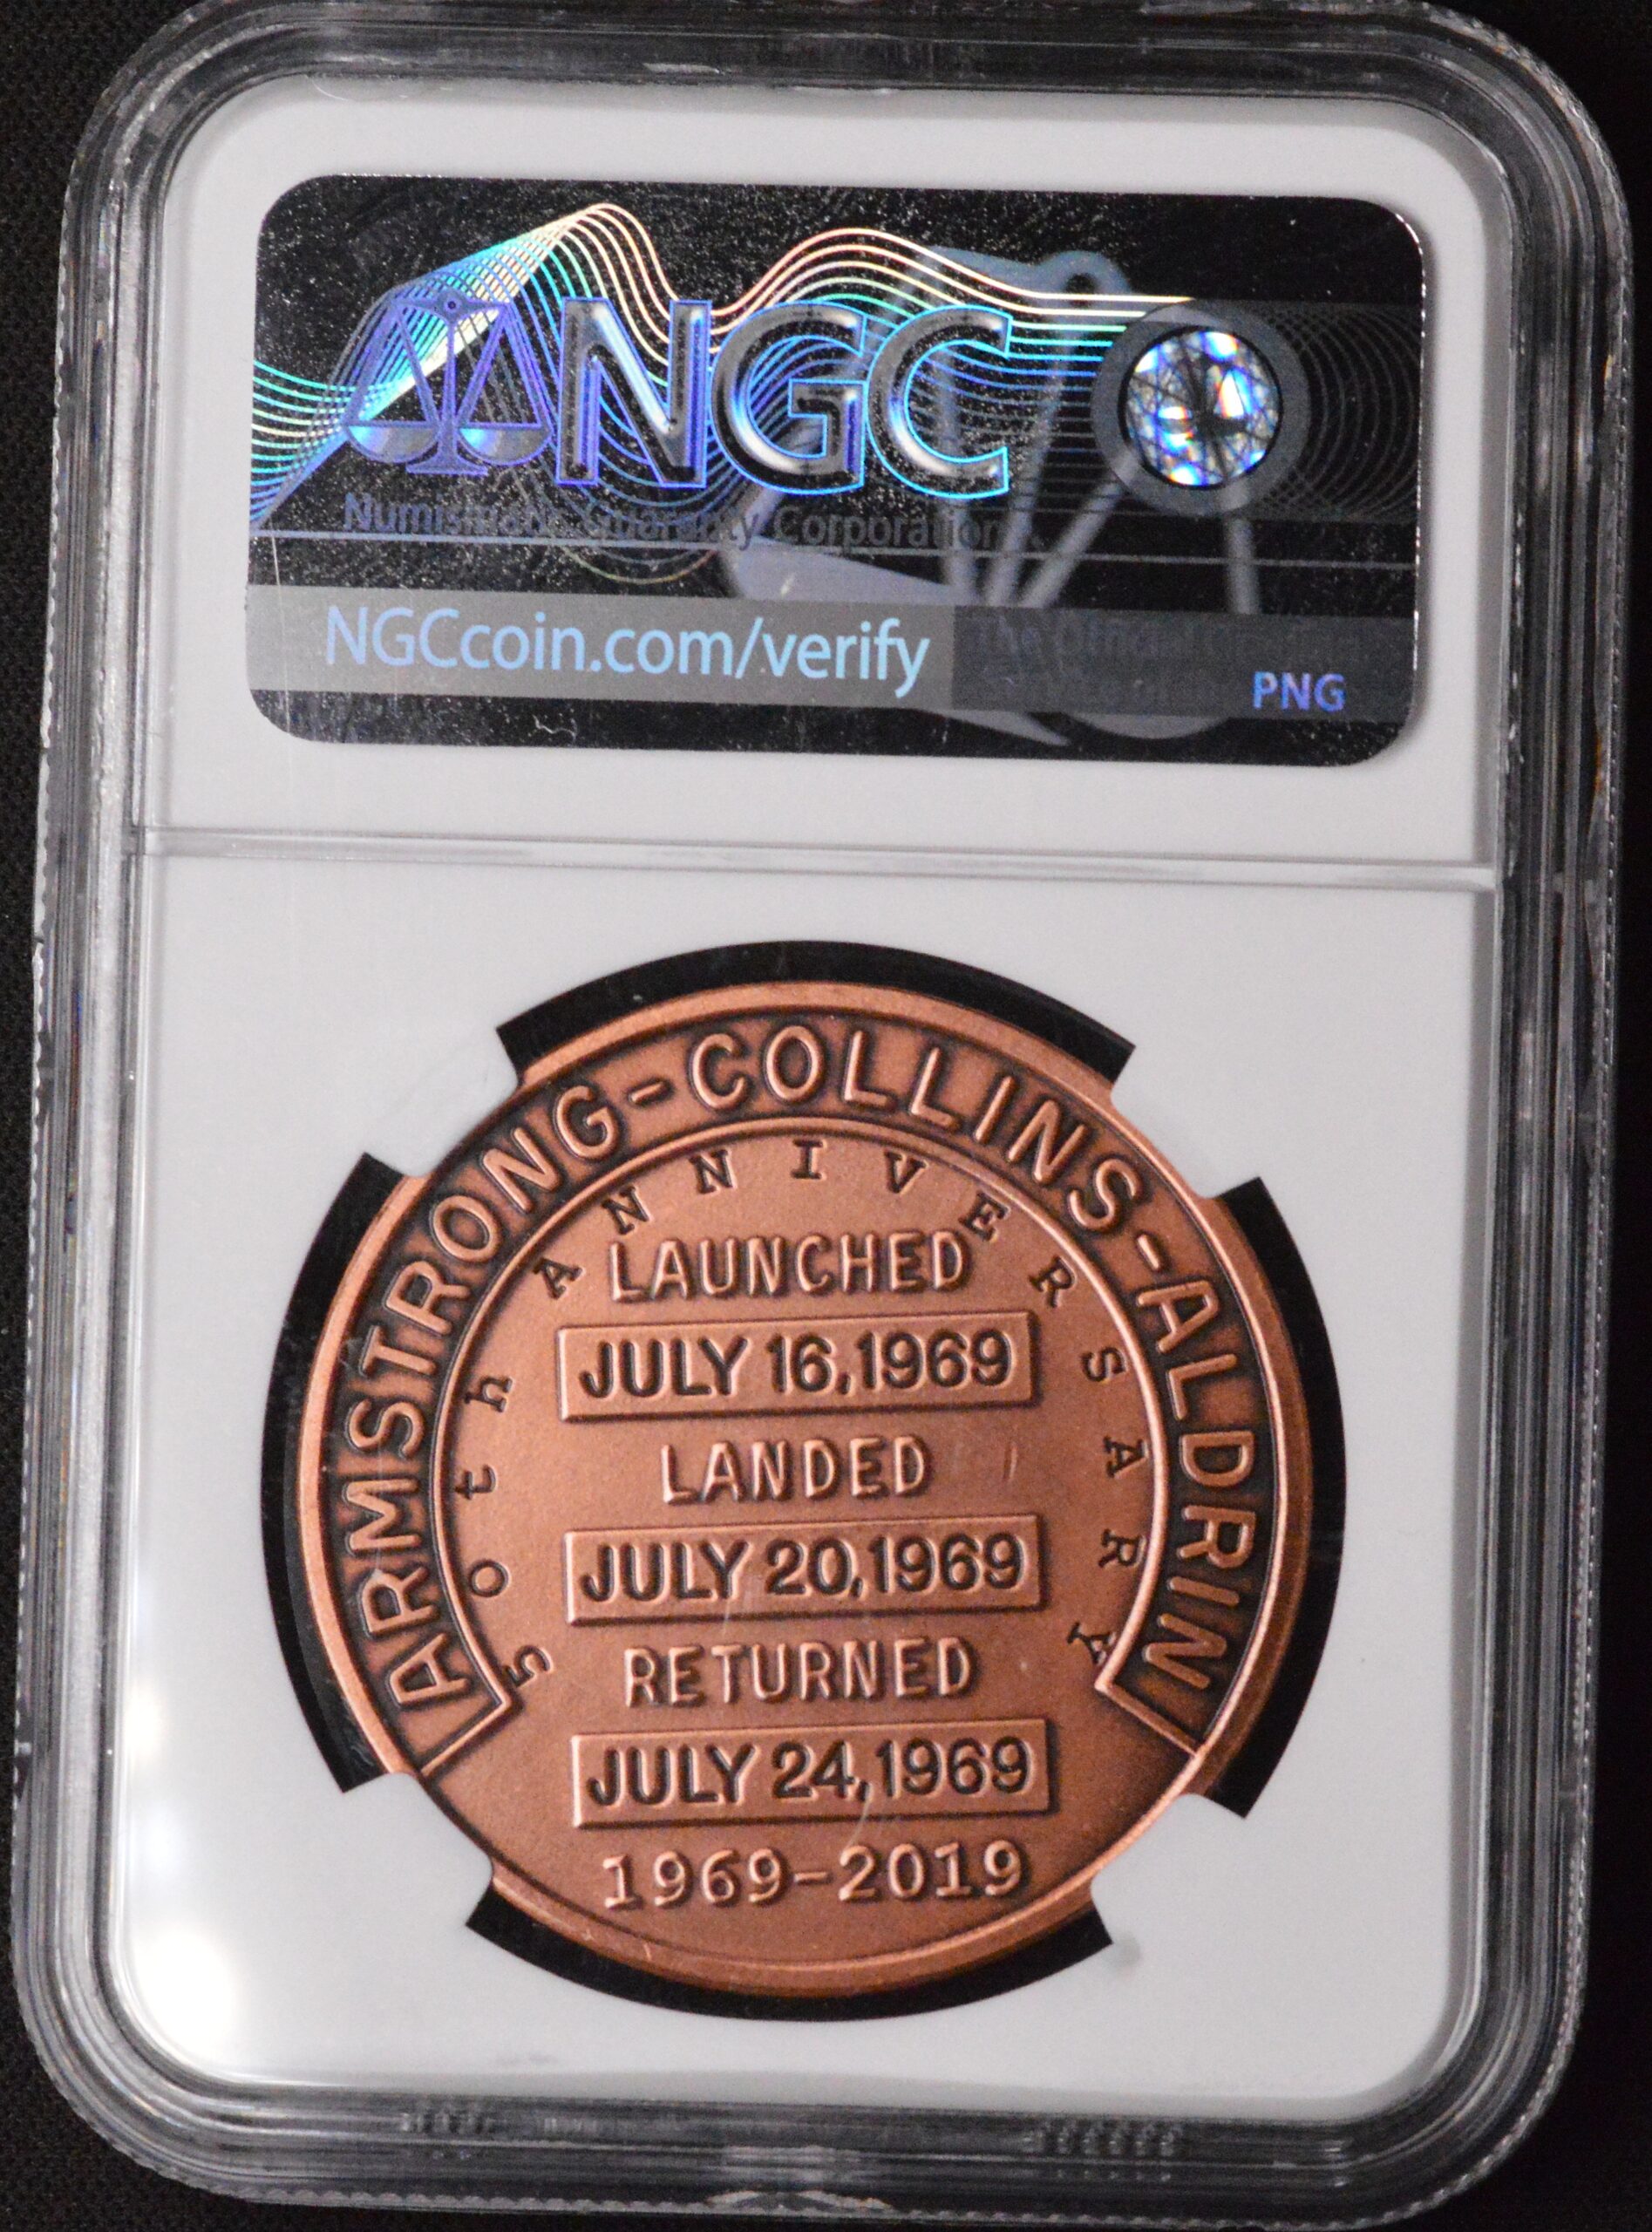 NGC
Numismatic Guaranty Corporation
NGCcoin.com/verify
PNG
ARMSTRONG-COLLINS-ALDRIN
50th ANNIVERSARY
LAUNCHED
JULY 16,1969
LANDED
JULY 20,1969
RETURNED
JULY 24,1969
1969-2019